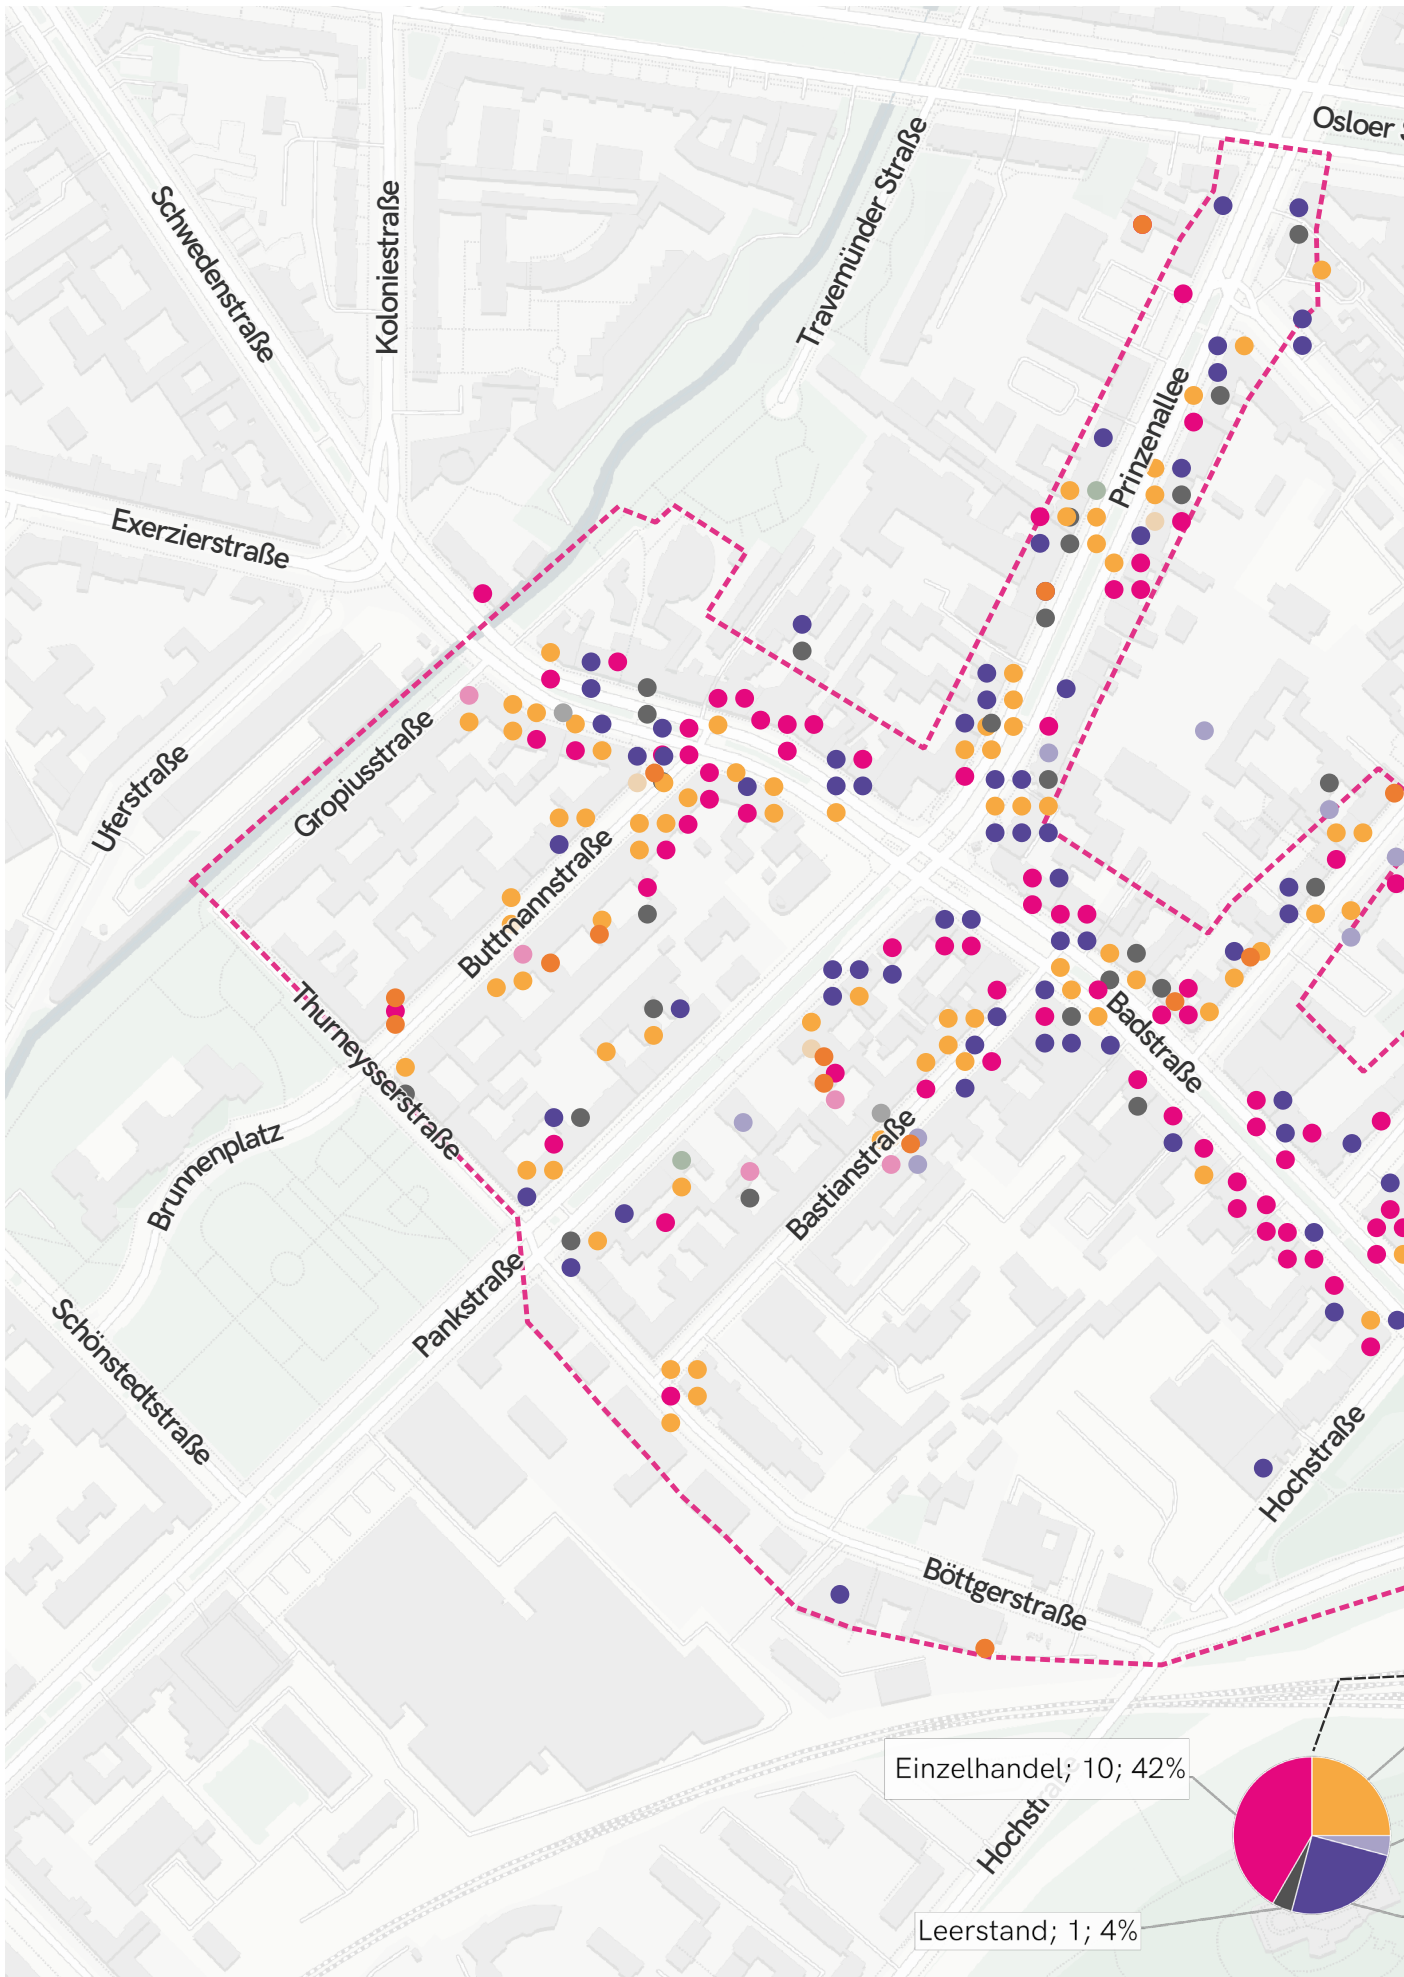 Osloer
Travemünder Straße
Schwedenstraße
Koloniestraße
Prinzenallee
Exerzierstraße
Gropiusstraße
Uferstraße
Buttmannstraße
Thurneysserstraße
Badstraße
Brunnenplatz
Bastianstraße
Pankstraße
Schönstedtstraße
Hochstraße
Böttgerstraße
Einzelhandel; 10; 42%
Hochstraße
Leerstand; 1; 4%